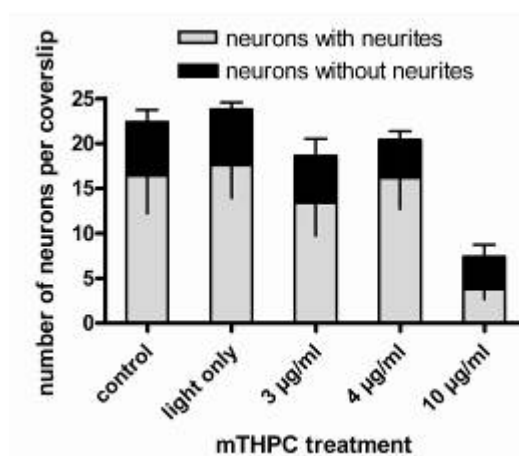 neurons with neurites
neurons without neurites
number of neurons per coverslip
25
20
15
10
5
0
control
light only
3 µg/ml
4 µg/ml
10 µg/ml
mTHPC treatment